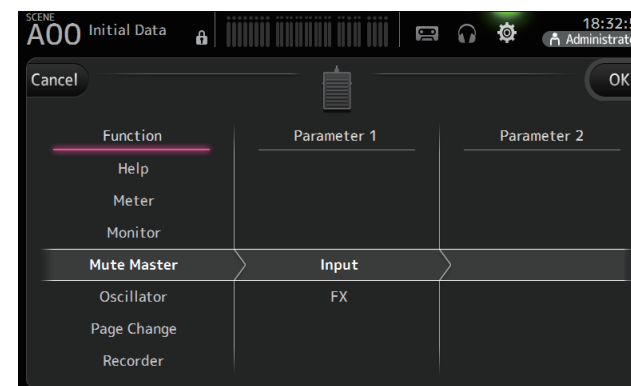 SCENE
A00 Initial Data
18:32:
Administrat
Cancel
OK
Function Parameter 1 Parameter 2
Help
Meter
Monitor
Mute Master Input
Oscillator FX
Page Change
Recorder